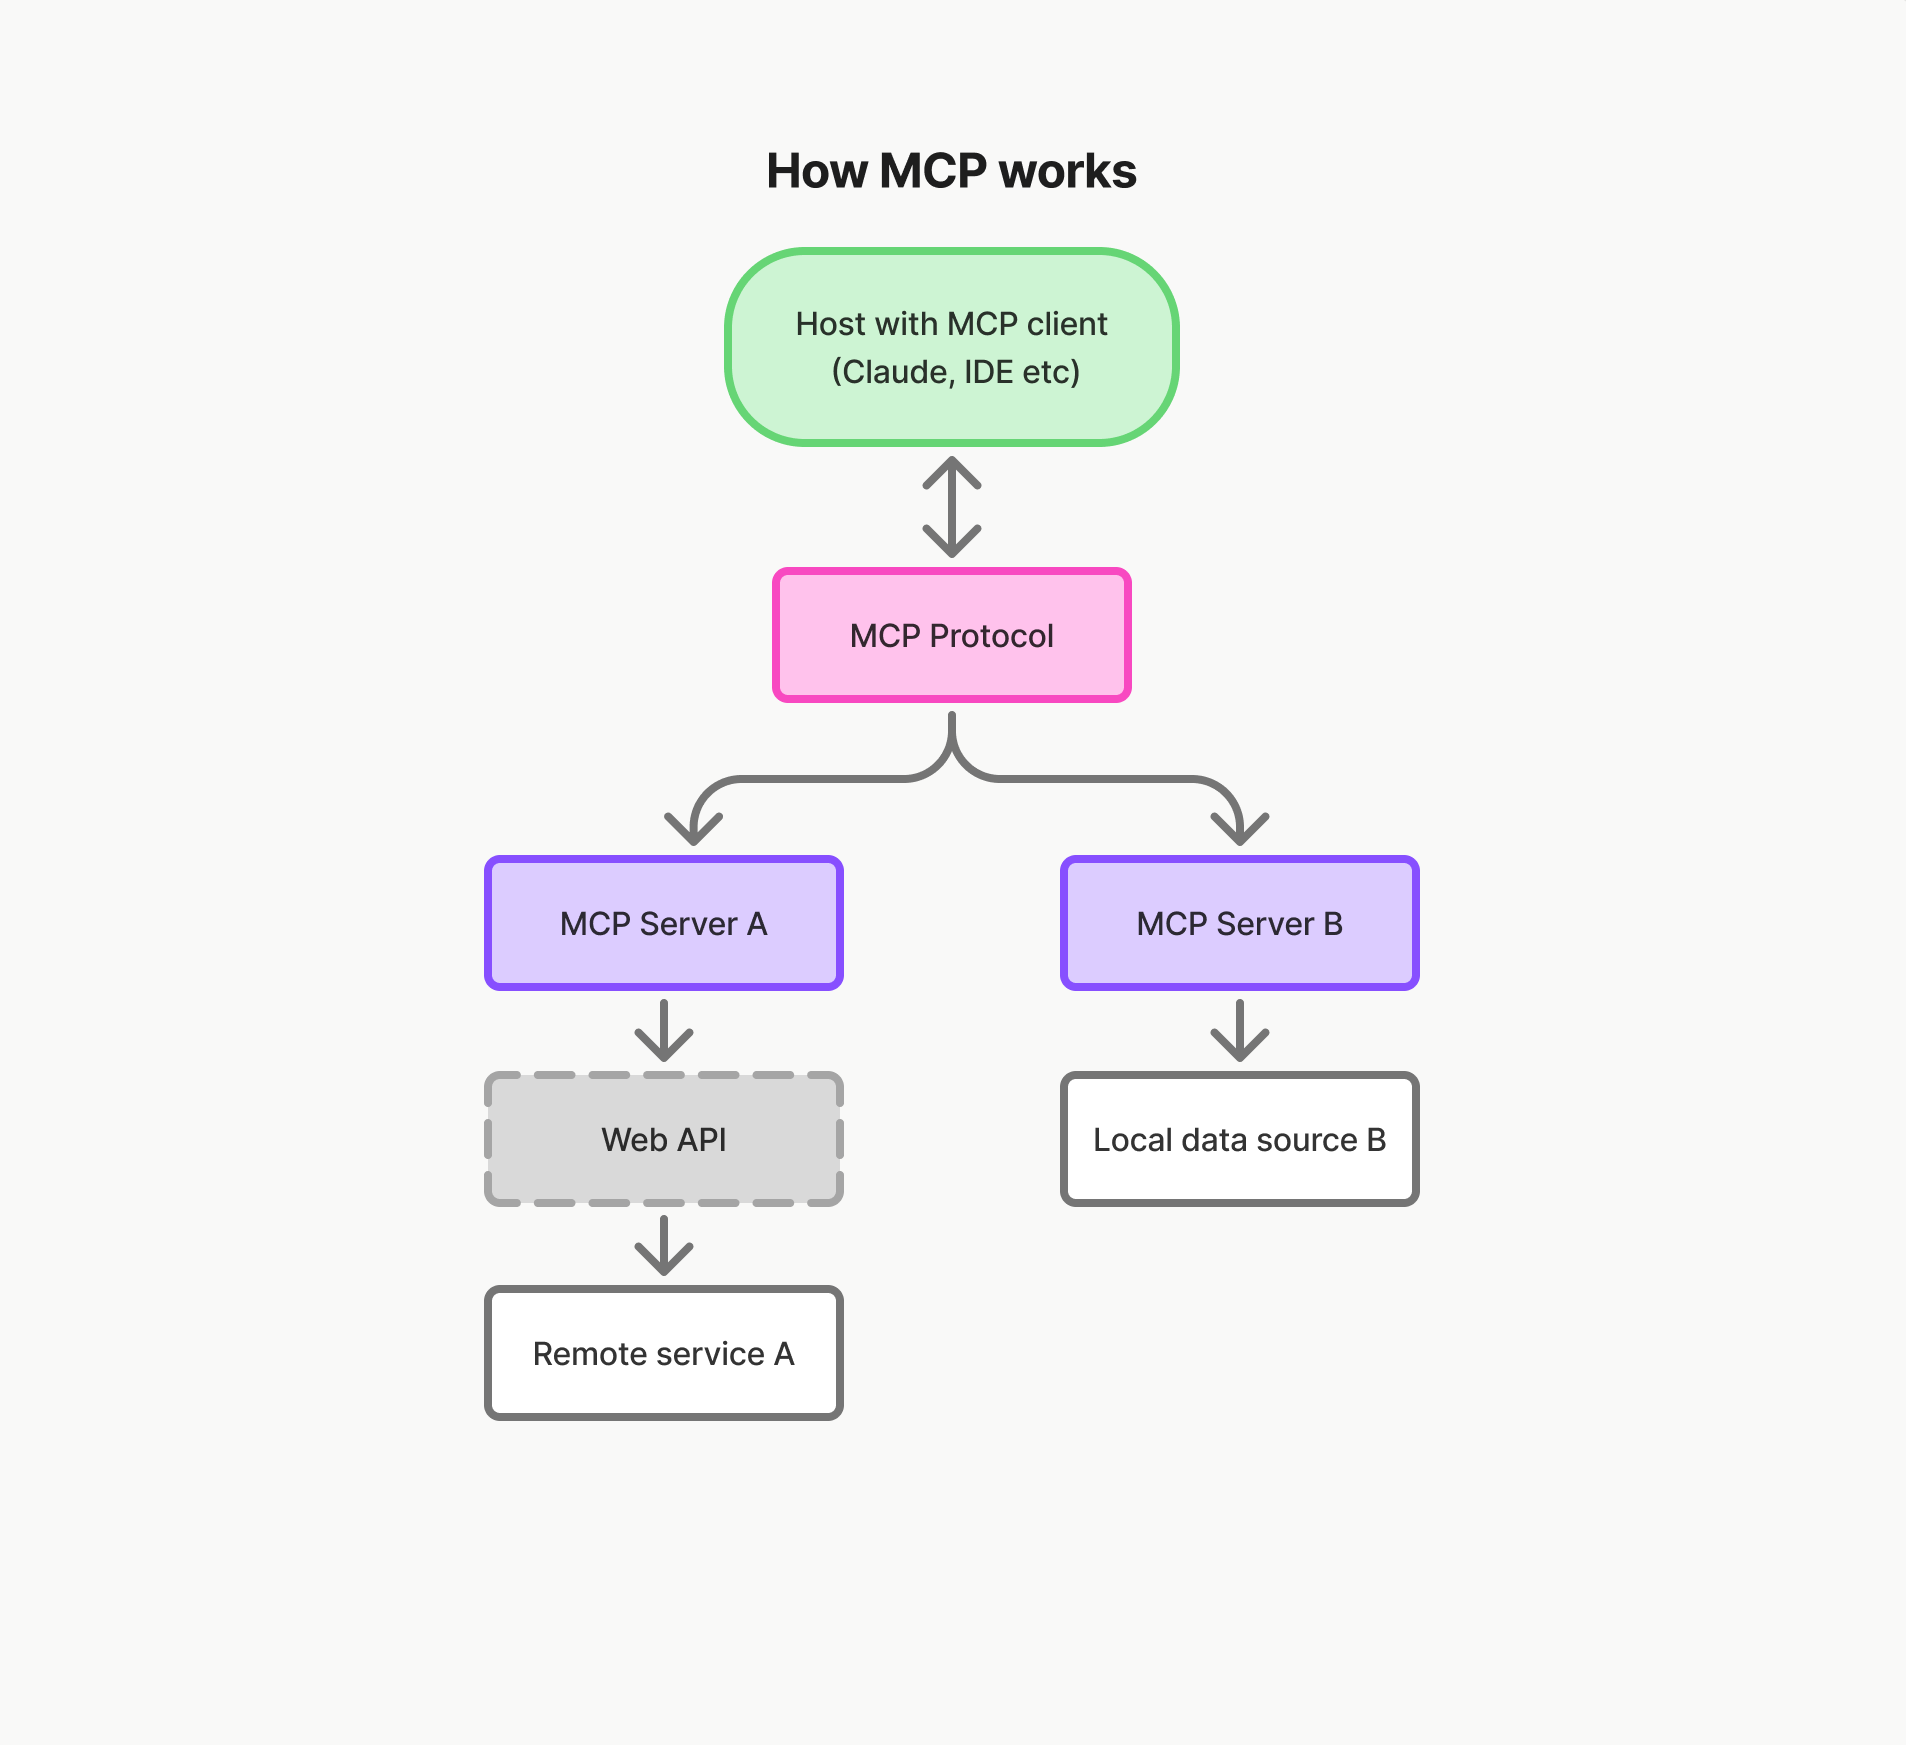 How MCP works
Host with MCP client
(Claude, IDE etc)
MCP Protocol
MCP Server A
MCP Server B
Web API
Local data source B
Remote service A